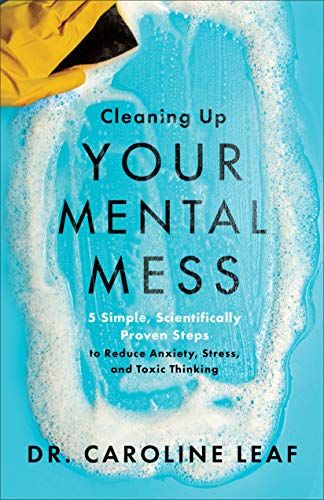 Cleaning Up
YOUR
MENTAL
MESS
5 Simple, Scientifically
Proven Steps
to Reduce Anxiety, Stress,
and Toxic Thinking
DR. CAROLINE LEAF